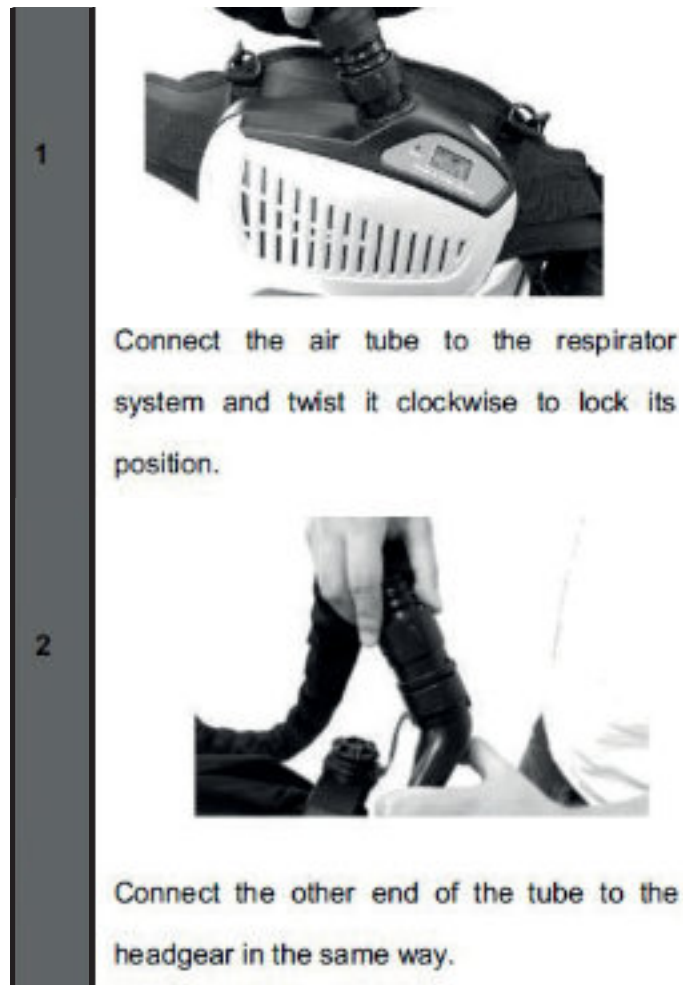 1
Connect the air tube to the respirator
system and twist it clockwise to lock its
position.
2
Connect the other end of the tube to the
headgear in the same way.